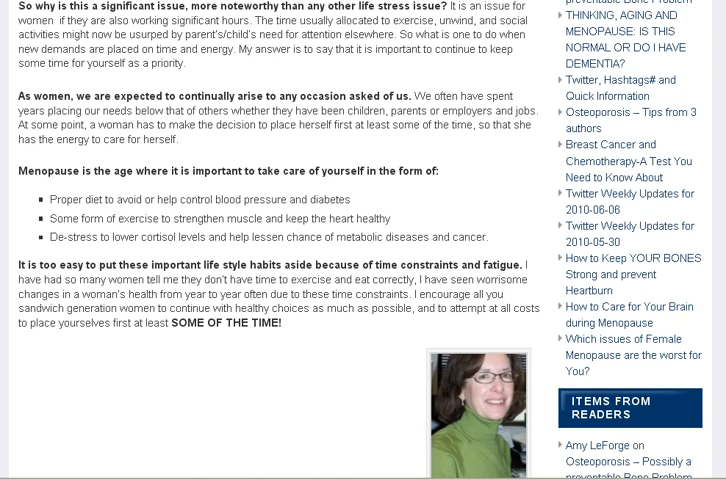 So why is this a significant issue, more noteworthy than any other life stress issue? It is an issue for
women  if they are also working significant hours. The time usually allocated to exercise, unwind, and social
activities might now be usurped by parent's/child's need for attention elsewhere. So what is one to do when
new demands are placed on time and energy. My answer is to say that it is important to continue to keep
some time for yourself as a priority.
As women, we are expected to continually arise to any occasion asked of us. We often have spent
years placing our needs below that of others whether they have been children, parents or employers and jobs.
At some point, a woman has to make the decision to place herself first at least some of the time, so that she
has the energy to care for herself.
Menopause is the age where it is important to take care of yourself in the form of:
Proper diet to avoid or help control blood pressure and diabetes
Some form of exercise to strengthen muscle and keep the heart healthy
De-stress to lower cortisol levels and help lessen chance of metabolic diseases and cancer.
It is too easy to put these important life style habits aside because of time constraints and fatigue. I
have had so many women tell me they don't have time to exercise and eat correctly, I have seen worrisome
changes in a woman's health from year to year often due to these time constraints. I encourage all you
sandwich generation women to continue with healthy choices as much as possible, and to attempt at all costs
to place yourselves first at least SOME OF THE TIME!
preventable Bone Problem
THINKING, AGING AND
MENOPAUSE: IS THIS
NORMAL OR DO I HAVE
DEMENTIA?
Twitter, Hashtags# and
Quick Information
Osteoporosis – Tips from 3
authors
Breast Cancer and
Chemotherapy-A Test You
Need to Know About
Twitter Weekly Updates for
2010-06-06
Twitter Weekly Updates for
2010-05-30
How to Keep YOUR BONES
Strong and prevent
Heartburn
How to Care for Your Brain
during Menopause
Which issues of Female
Menopause are the worst for
You?
ITEMS FROM
READERS
Amy LeForge on
Osteoporosis – Possibly a
preventable Bone Problem